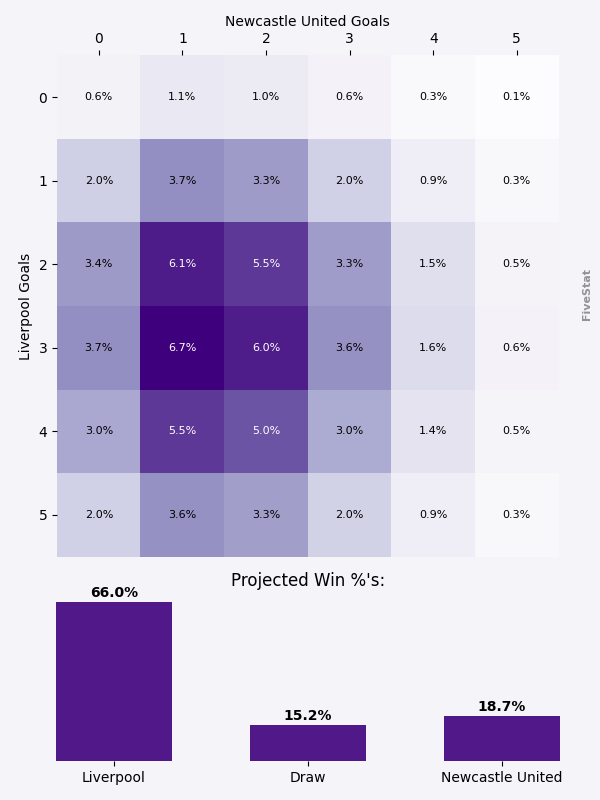 Newcastle United Goals
0 1 2 3 4 5
0 0.6% 1.1% 1.0% 0.6% 0.3% 0.1%
1 2.0% 3.7% 3.3% 2.0% 0.9% 0.3%
2 3.4% 6.1% 5.5% 3.3% 1.5% 0.5%
3 3.7% 6.7% 6.0% 3.6% 1.6% 0.6%
4 3.0% 5.5% 5.0% 3.0% 1.4% 0.5%
5 2.0% 3.6% 3.3% 2.0% 0.9% 0.3%
Liverpool Goals
FiveStat
Projected Win %'s:
66.0% 15.2% 18.7%
Liverpool Draw Newcastle United